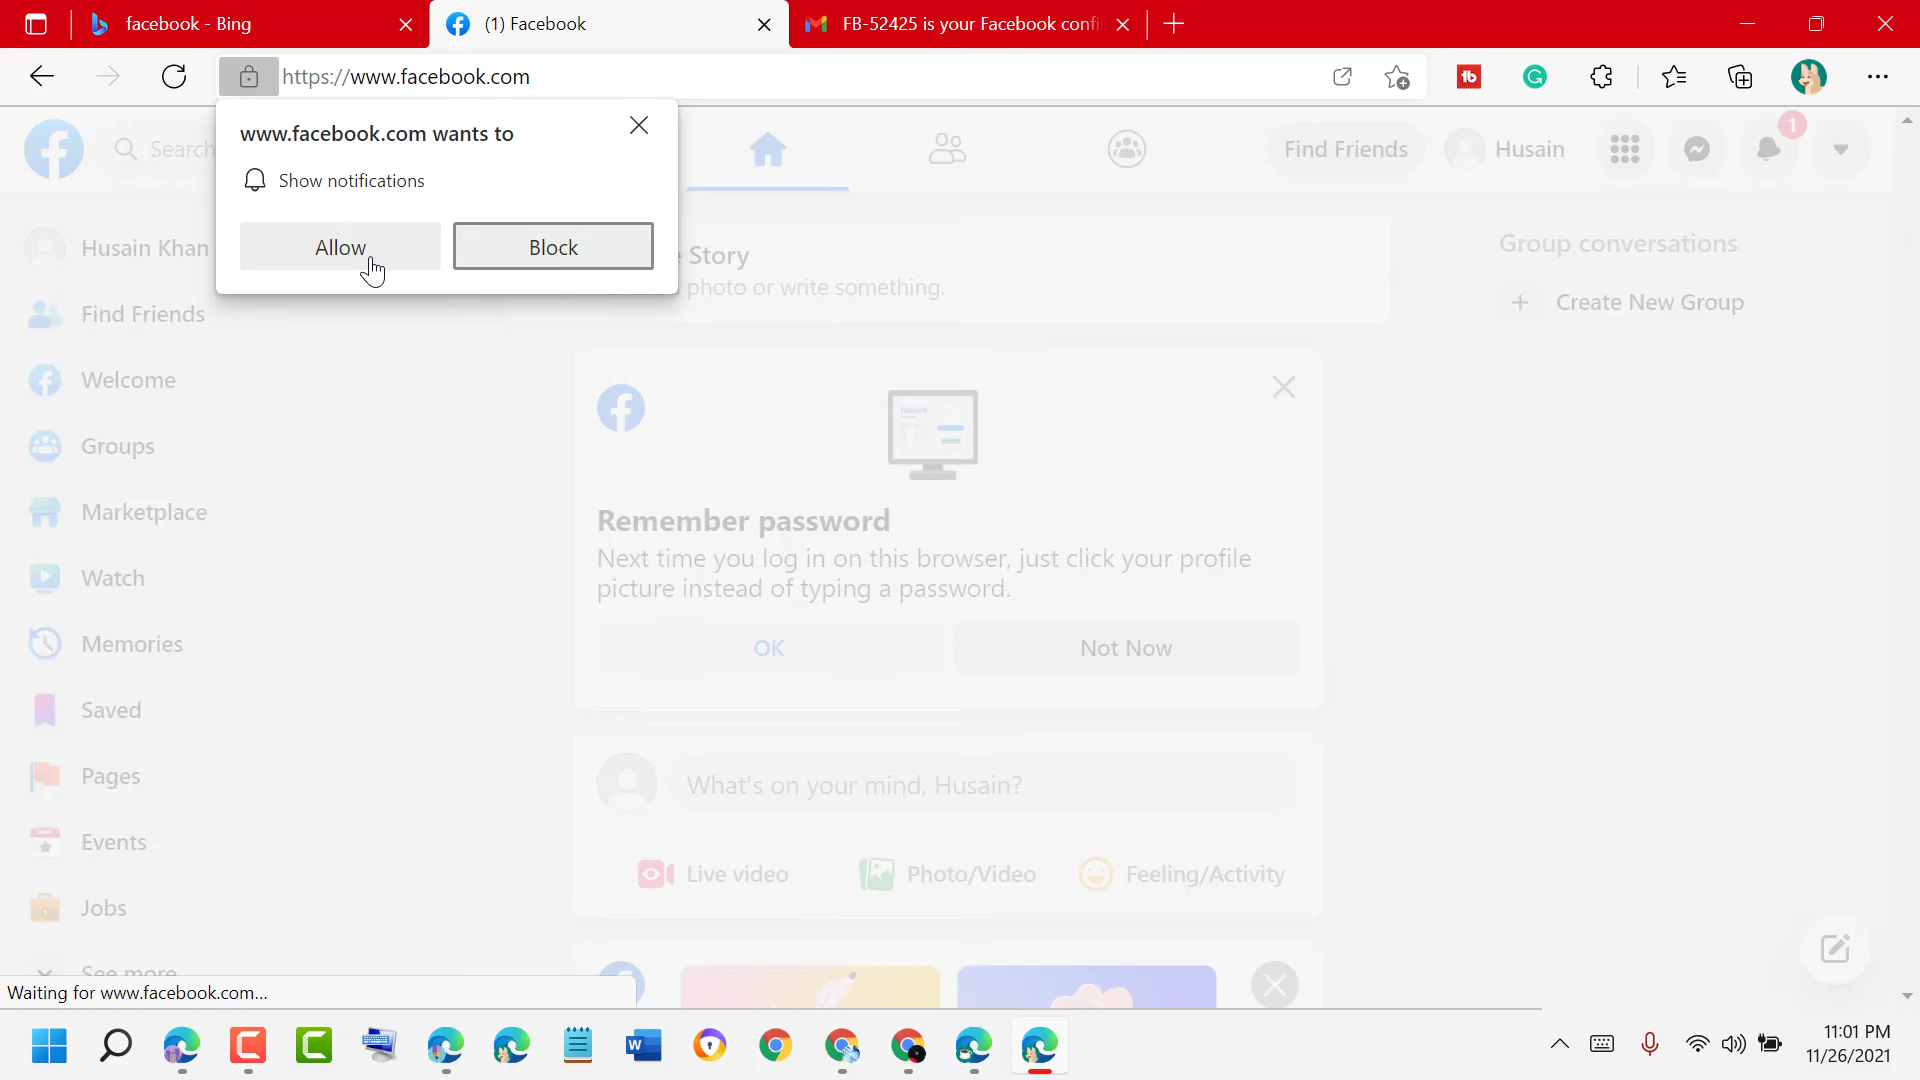 facebook - Bing
(1) Facebook
FB-52425 is your Facebook confi
https://www.facebook.com
www.facebook.com wants to
Show notifications
Allow
Block
Search
Find Friends
Husain
1
Husain Khan
Find Friends
Welcome
Groups
Marketplace
Watch
Memories
Saved
Pages
Events
Jobs
See more
Story
photo or write something.
Remember password
Next time you log in on this browser, just click your profile
picture instead of typing a password.
OK
Not Now
What's on your mind, Husain?
Live video
Photo/Video
Feeling/Activity
Group conversations
Create New Group
Waiting for www.facebook.com...
11:01 PM
11/26/2021